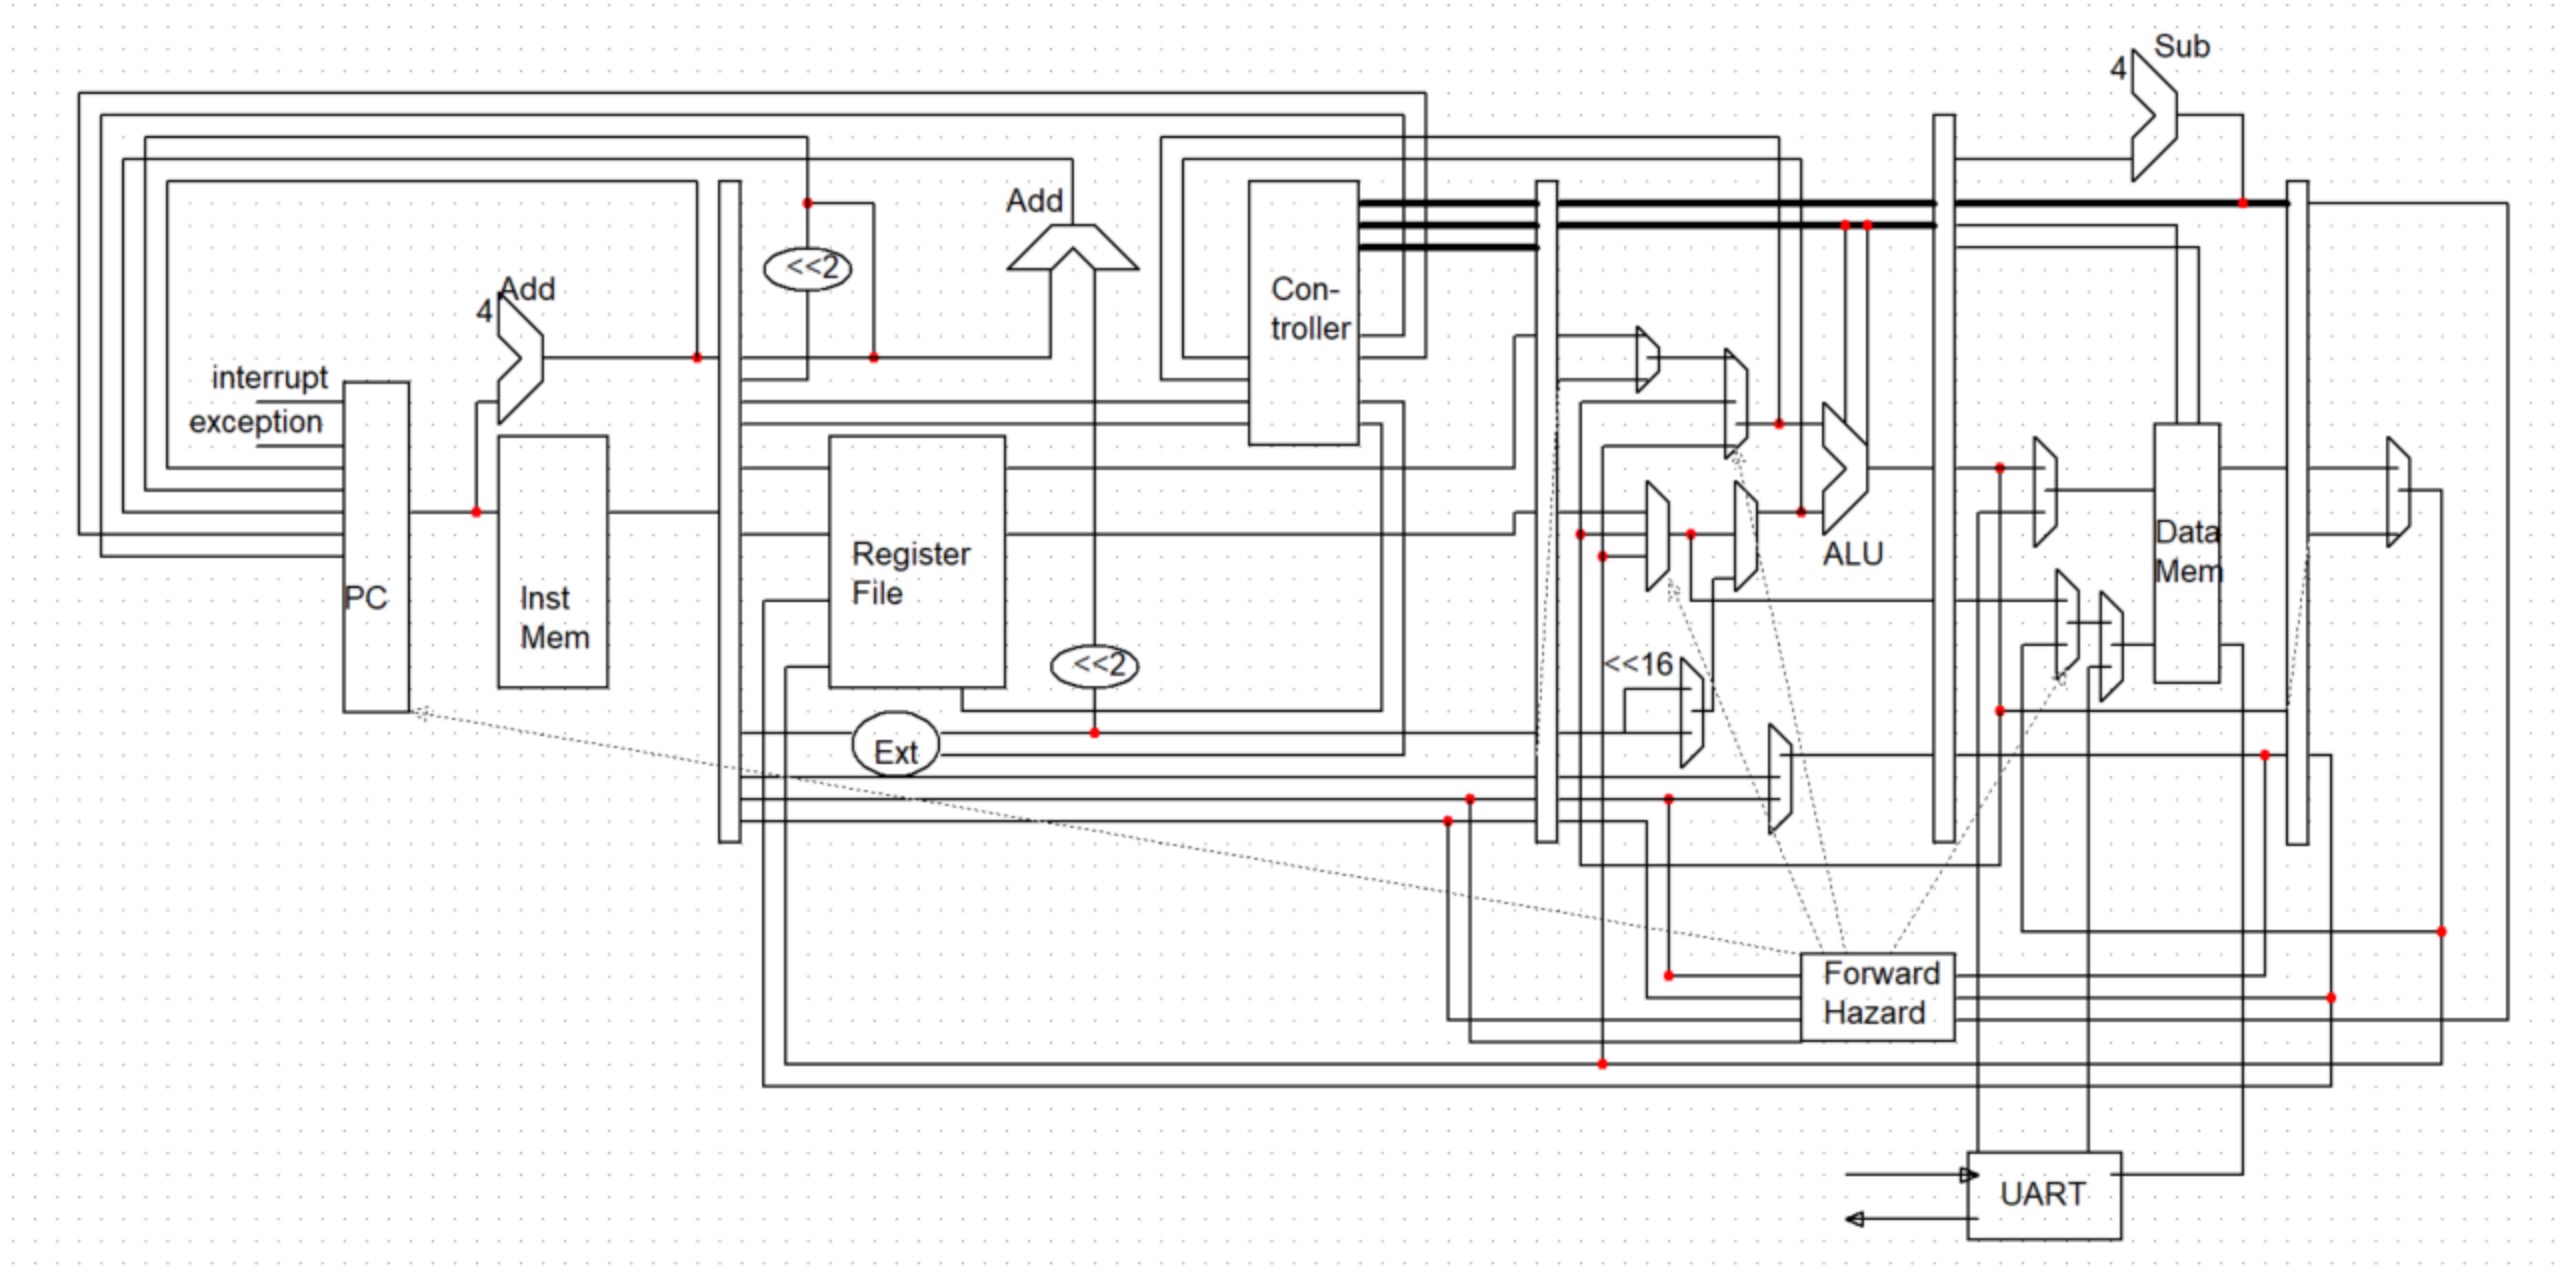 Sub
4
Add
<<2
Add
4
Con-
troller
interrupt
exception
PC
Inst
Mem
Register
File
<<2
Ext
ALU
<<16
Data
Mem
Forward
Hazard
UART